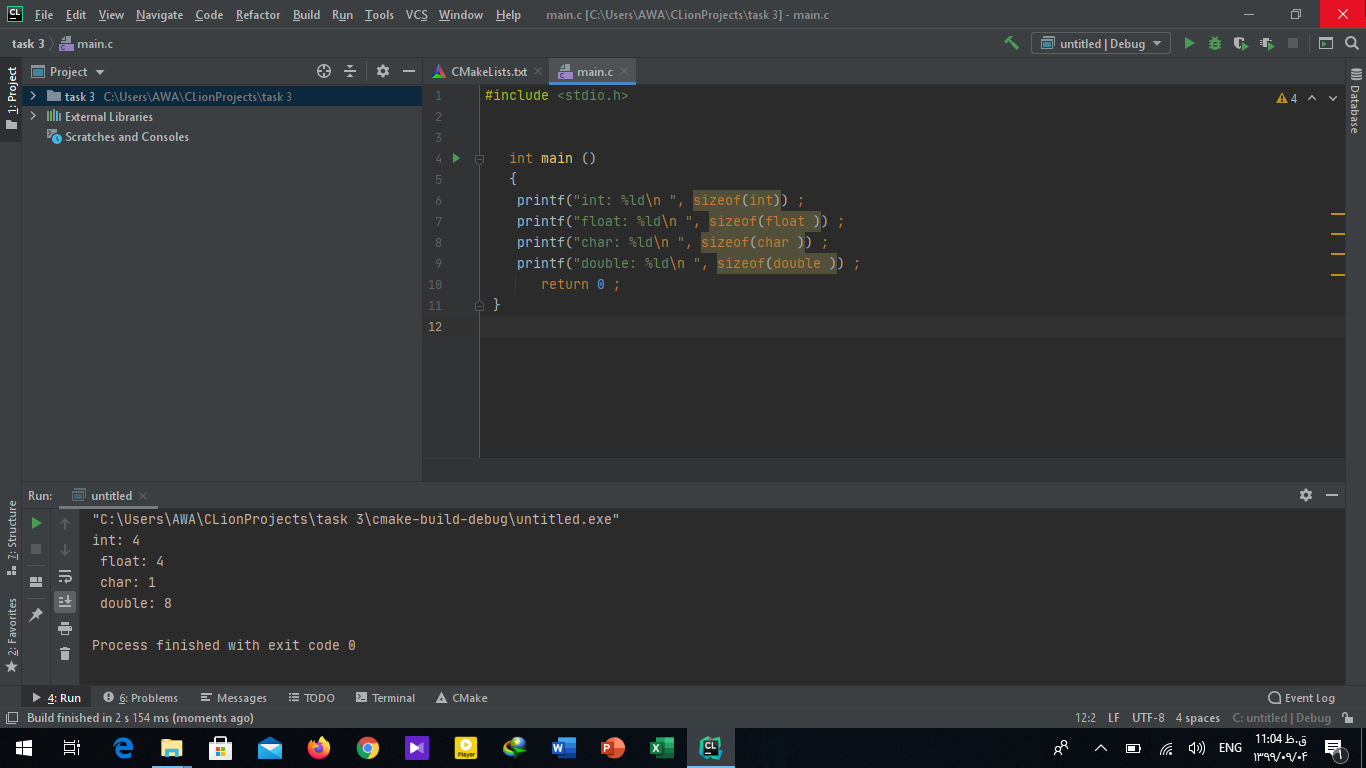 CL File Edit View Navigate Code Refactor Build Run Tools VCS Window Help main.c [C:\Users\AWA\CLionProjects\task 3] - main.c
task 3 main.c untitled | Debug
1: Project
Project
CMakeLists.txt main.c
task 3 C:\Users\AWA\CLionProjects\task 3
External Libraries
Scratches and Consoles
4
Database
1 #include <stdio.h>
2
3
4 int main ()
5 {
6 printf("int: %ld\n ", sizeof(int)) ;
7 printf("float: %ld\n ", sizeof(float )) ;
8 printf("char: %ld\n ", sizeof(char )) ;
9 printf("double: %ld\n ", sizeof(double )) ;
10 return 0 ;
11 }
12
7: Structure
2: Favorites
Run: untitled
"C:\Users\AWA\CLionProjects\task 3\cmake-build-debug\untitled.exe"
int: 4
 float: 4
 char: 1
 double: 8
Process finished with exit code 0
4: Run 6: Problems Messages TODO Terminal CMake Event Log
Build finished in 2 s 154 ms (moments ago) 12:2 LF UTF-8 4 spaces C: untitled | Debug
Player
ENG
11:04 ق.ظ
۱۳۹۹/۰۹/۰۴
۱